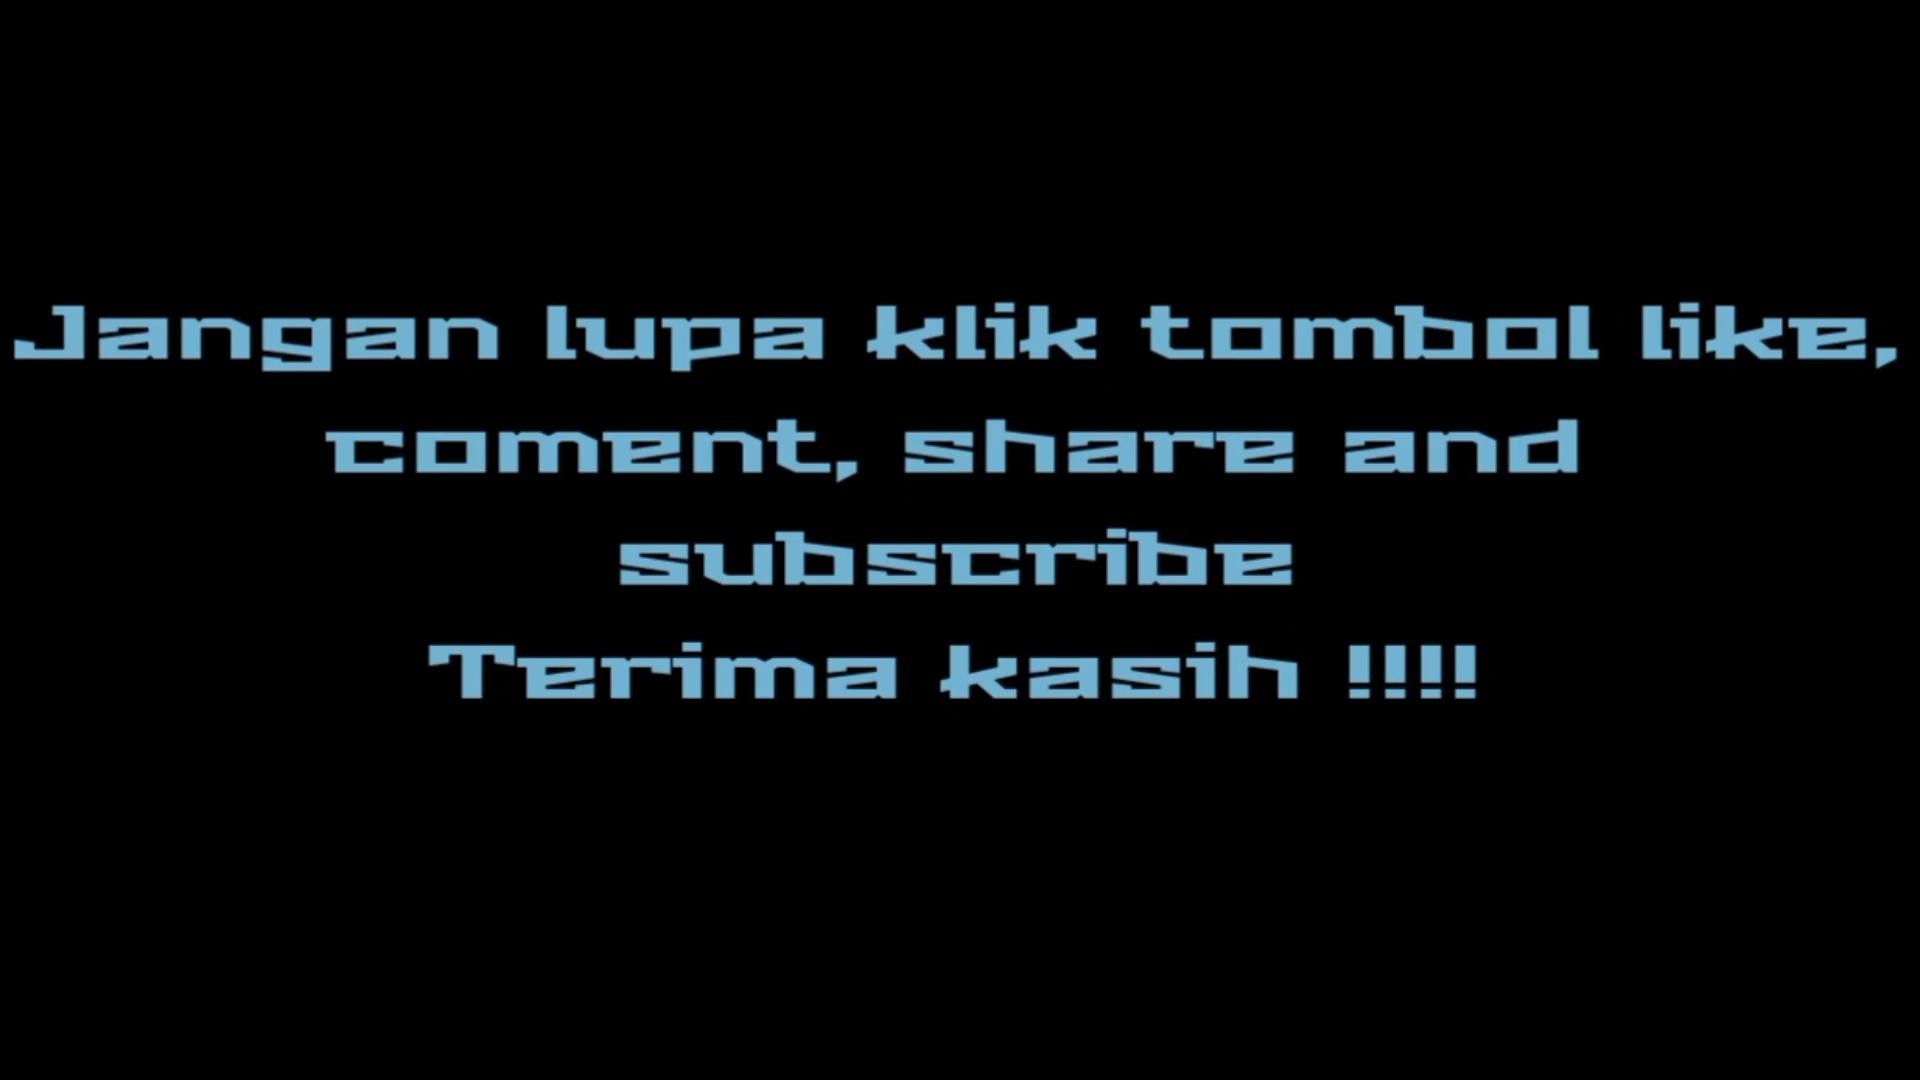 Jangan lupa klik tombol like,
coment, share and
subscribe
Terima kasih !!!!